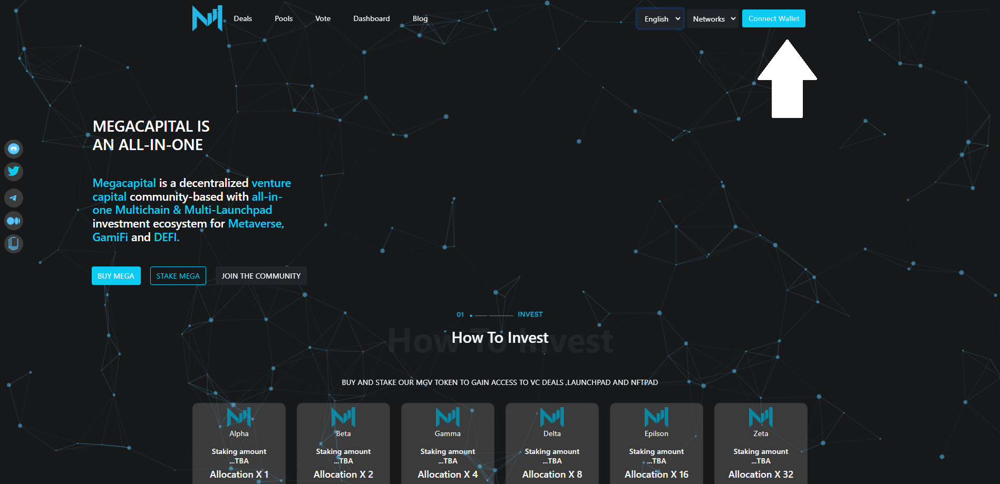 Deals Pools Vote Dashboard Blog English Networks Connect Wallet
MEGACAPITAL IS
AN ALL-IN-ONE
Megacapital is a decentralized venture
capital community-based with all-in-
one Multichain & Multi-Launchpad
investment ecosystem for Metaverse,
GamiFi and DEFI.
BUY MEGA STAKE MEGA JOIN THE COMMUNITY
01 INVEST
How To Invest
How To Invest
BUY AND STAKE OUR MGV TOKEN TO GAIN ACCESS TO VC DEALS ,LAUNCHPAD AND NFTPAD
Alpha
Staking amount
...TBA
Allocation X 1
Beta
Staking amount
...TBA
Allocation X 2
Gamma
Staking amount
...TBA
Allocation X 4
Delta
Staking amount
...TBA
Allocation X 8
Epilson
Staking amount
...TBA
Allocation X 16
Zeta
Staking amount
...TBA
Allocation X 32